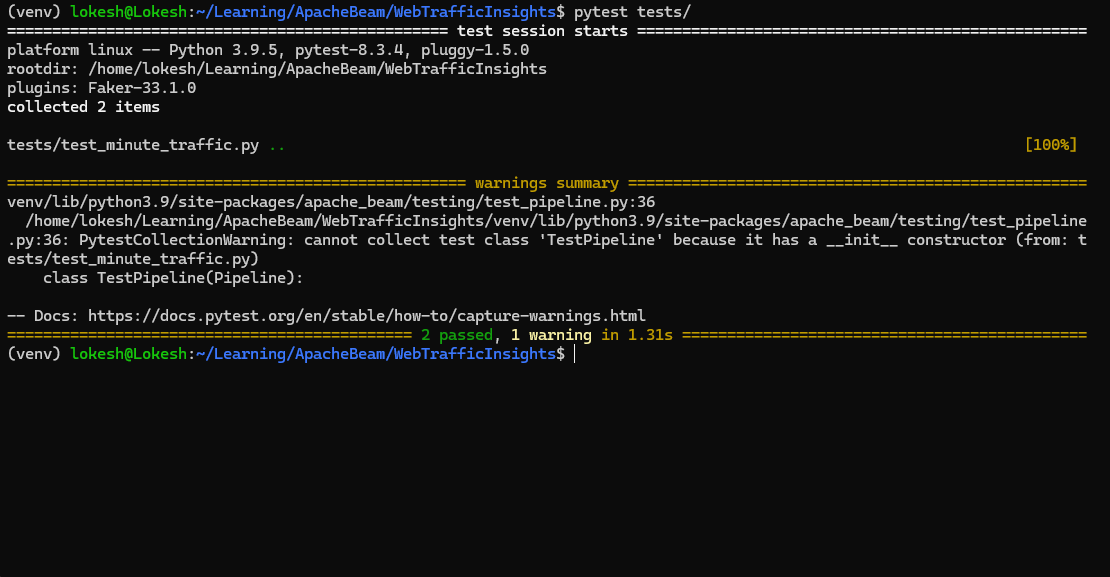 (venv) lokesh@Lokesh:~/Learning/ApacheBeam/WebTrafficInsights$ pytest tests/
================================================= test session starts ==================================================
platform linux -- Python 3.9.5, pytest-8.3.4, pluggy-1.5.0
rootdir: /home/lokesh/Learning/ApacheBeam/WebTrafficInsights
plugins: Faker-33.1.0
collected 2 items
tests/test_minute_traffic.py .. [100%]
=================================================== warnings summary ===================================================
venv/lib/python3.9/site-packages/apache_beam/testing/test_pipeline.py:36
/home/lokesh/Learning/ApacheBeam/WebTrafficInsights/venv/lib/python3.9/site-packages/apache_beam/testing/test_pipeline
.py:36: PytestCollectionWarning: cannot collect test class 'TestPipeline' because it has a __init__ constructor (from: t
ests/test_minute_traffic.py)
class TestPipeline(Pipeline):
-- Docs: https://docs.pytest.org/en/stable/how-to/capture-warnings.html
============================================= 2 passed, 1 warning in 1.31s =============================================
(venv) lokesh@Lokesh:~/Learning/ApacheBeam/WebTrafficInsights$